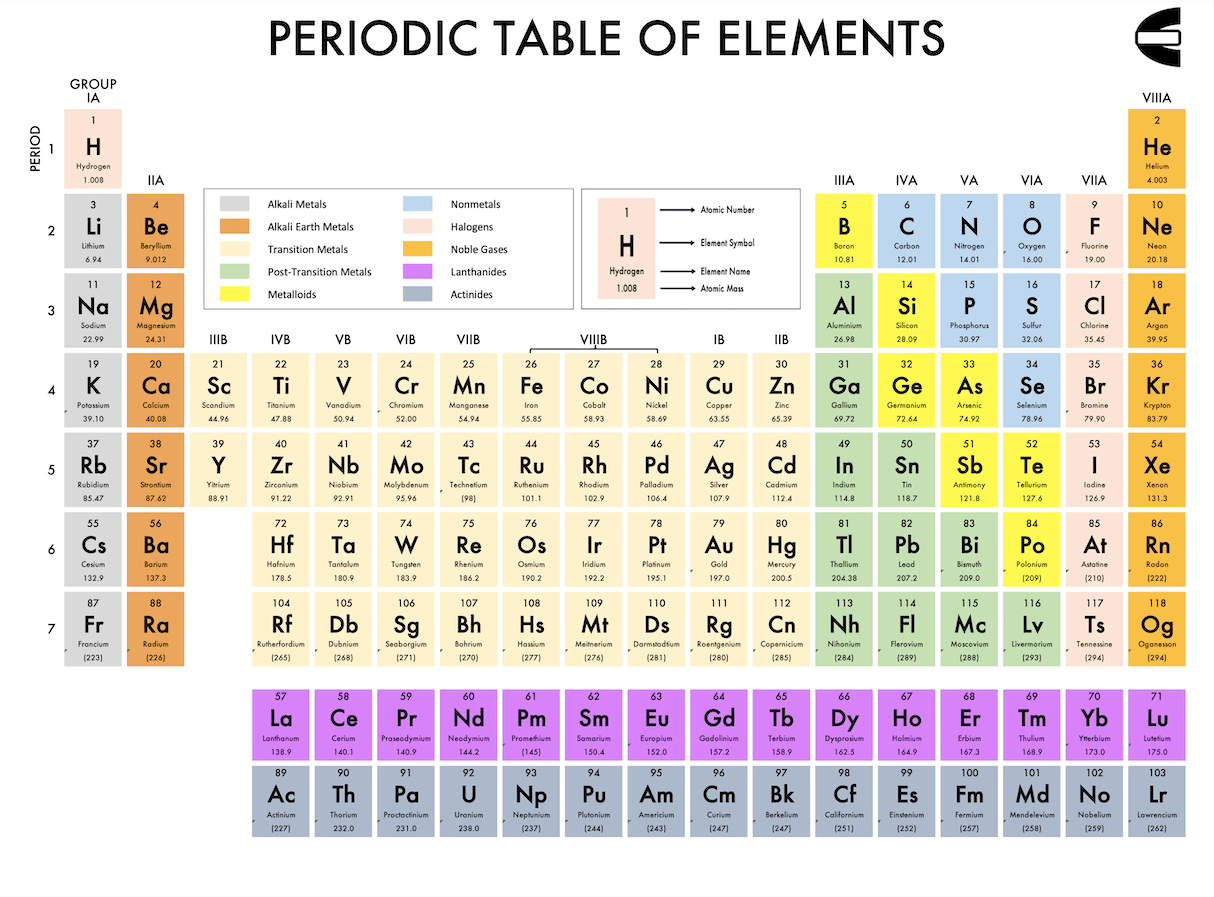 PERIODIC TABLE OF ELEMENTS
GROUP
IA VIIIA
PERIOD
1
1 2
H He
Hydrogen Helium
1.008 4.003
IIA IIIA IVA VA VIA VIIA
Alkali Metals Nonmetals
Alkali Earth Metals Halogens
Transition Metals Noble Gases
Post-Transition Metals Lanthanides
Metalloids Actinides
1 Atomic Number
H Element Symbol
Hydrogen Element Name
1.008 Atomic Mass
2
3 4 5 6 7 8 9 10
Li Be B C N O F Ne
Lithium Beryllium Boron Carbon Nitrogen Oxygen Fluorine Neon
6.94 9.012 10.81 12.01 14.01 16.00 19.00 20.18
3
11 12 13 14 15 16 17 18
Na Mg Al Si P S Cl Ar
Sodium Magnesium Aluminium Silicon Phosphorus Sulfur Chlorine Argon
22.99 24.31 26.98 28.09 30.97 32.06 35.45 39.95
IIIB IVB VB VIB VIIB VIIIB IB IIB
4
19 20 21 22 23 24 25 26 27 28 29 30 31 32 33 34 35 36
K Ca Sc Ti V Cr Mn Fe Co Ni Cu Zn Ga Ge As Se Br Kr
Potassium Calcium Scandium Titanium Vanadium Chromium Manganese Iron Cobalt Nickel Copper Zinc Gallium Germanium Arsenic Selenium Bromine Krypton
39.10 40.08 44.96 47.88 50.94 52.00 54.94 55.85 58.93 58.69 63.55 65.39 69.72 72.64 74.92 78.96 79.90 83.79
5
37 38 39 40 41 42 43 44 45 46 47 48 49 50 51 52 53 54
Rb Sr Y Zr Nb Mo Tc Ru Rh Pd Ag Cd In Sn Sb Te I Xe
Rubidium Strontium Yitrium Zirconium Niobium Molybdenum Technetium Ruthenium Rhodium Palladium Silver Cadmium Indium Tin Antimony Tellurium Iodine Xenon
85.47 87.62 88.91 91.22 92.91 95.96 (98) 101.1 102.9 106.4 107.9 112.4 114.8 118.7 121.8 127.6 126.9 131.3
6
55 56 72 73 74 75 76 77 78 79 80 81 82 83 84 85 86
Cs Ba Hf Ta W Re Os Ir Pt Au Hg Tl Pb Bi Po At Rn
Cesium Barium Hafnium Tantalum Tungsten Rhenium Osmium Iridium Platinum Gold Mercury Thallium Lead Bismuth Polonium Astatine Radon
132.9 137.3 178.5 180.9 183.9 186.2 190.2 192.2 195.1 197.0 200.5 204.38 207.2 209.0 (209) (210) (222)
7
87 88 104 105 106 107 108 109 110 111 112 113 114 115 116 117 118
Fr Ra Rf Db Sg Bh Hs Mt Ds Rg Cn Nh Fl Mc Lv Ts Og
Francium Radium Rutherfordium Dubnium Seaborgium Bohrium Hassium Meitnerium Darmstadtium Roentgenium Copernicium Nihonium Flerovium Moscovium Livermorium Tennessine Oganesson
(223) (226) (265) (268) (271) (270) (277) (276) (281) (280) (285) (284) (289) (288) (293) (294) (294)
57 58 59 60 61 62 63 64 65 66 67 68 69 70 71
La Ce Pr Nd Pm Sm Eu Gd Tb Dy Ho Er Tm Yb Lu
Lanthanum Cerium Praseodymium Neodymium Promethium Samarium Europium Gadolinium Terbium Dysprosium Holmium Erbium Thulium Ytterbium Lutetium
138.9 140.1 140.9 144.2 (145) 150.4 152.0 157.2 158.9 162.5 164.9 167.3 168.9 173.0 175.0
89 90 91 92 93 94 95 96 97 98 99 100 101 102 103
Ac Th Pa U Np Pu Am Cm Bk Cf Es Fm Md No Lr
Actinium Thorium Proctactinium Uranium Neptunium Plutonium Americium Curium Berkelium Californium Einstenium Fermium Mendelevium Nobelium Lawrencium
(227) 232.0 231.0 238.0 (237) (244) (243) (247) (247) (251) (252) (257) (258) (259) (262)